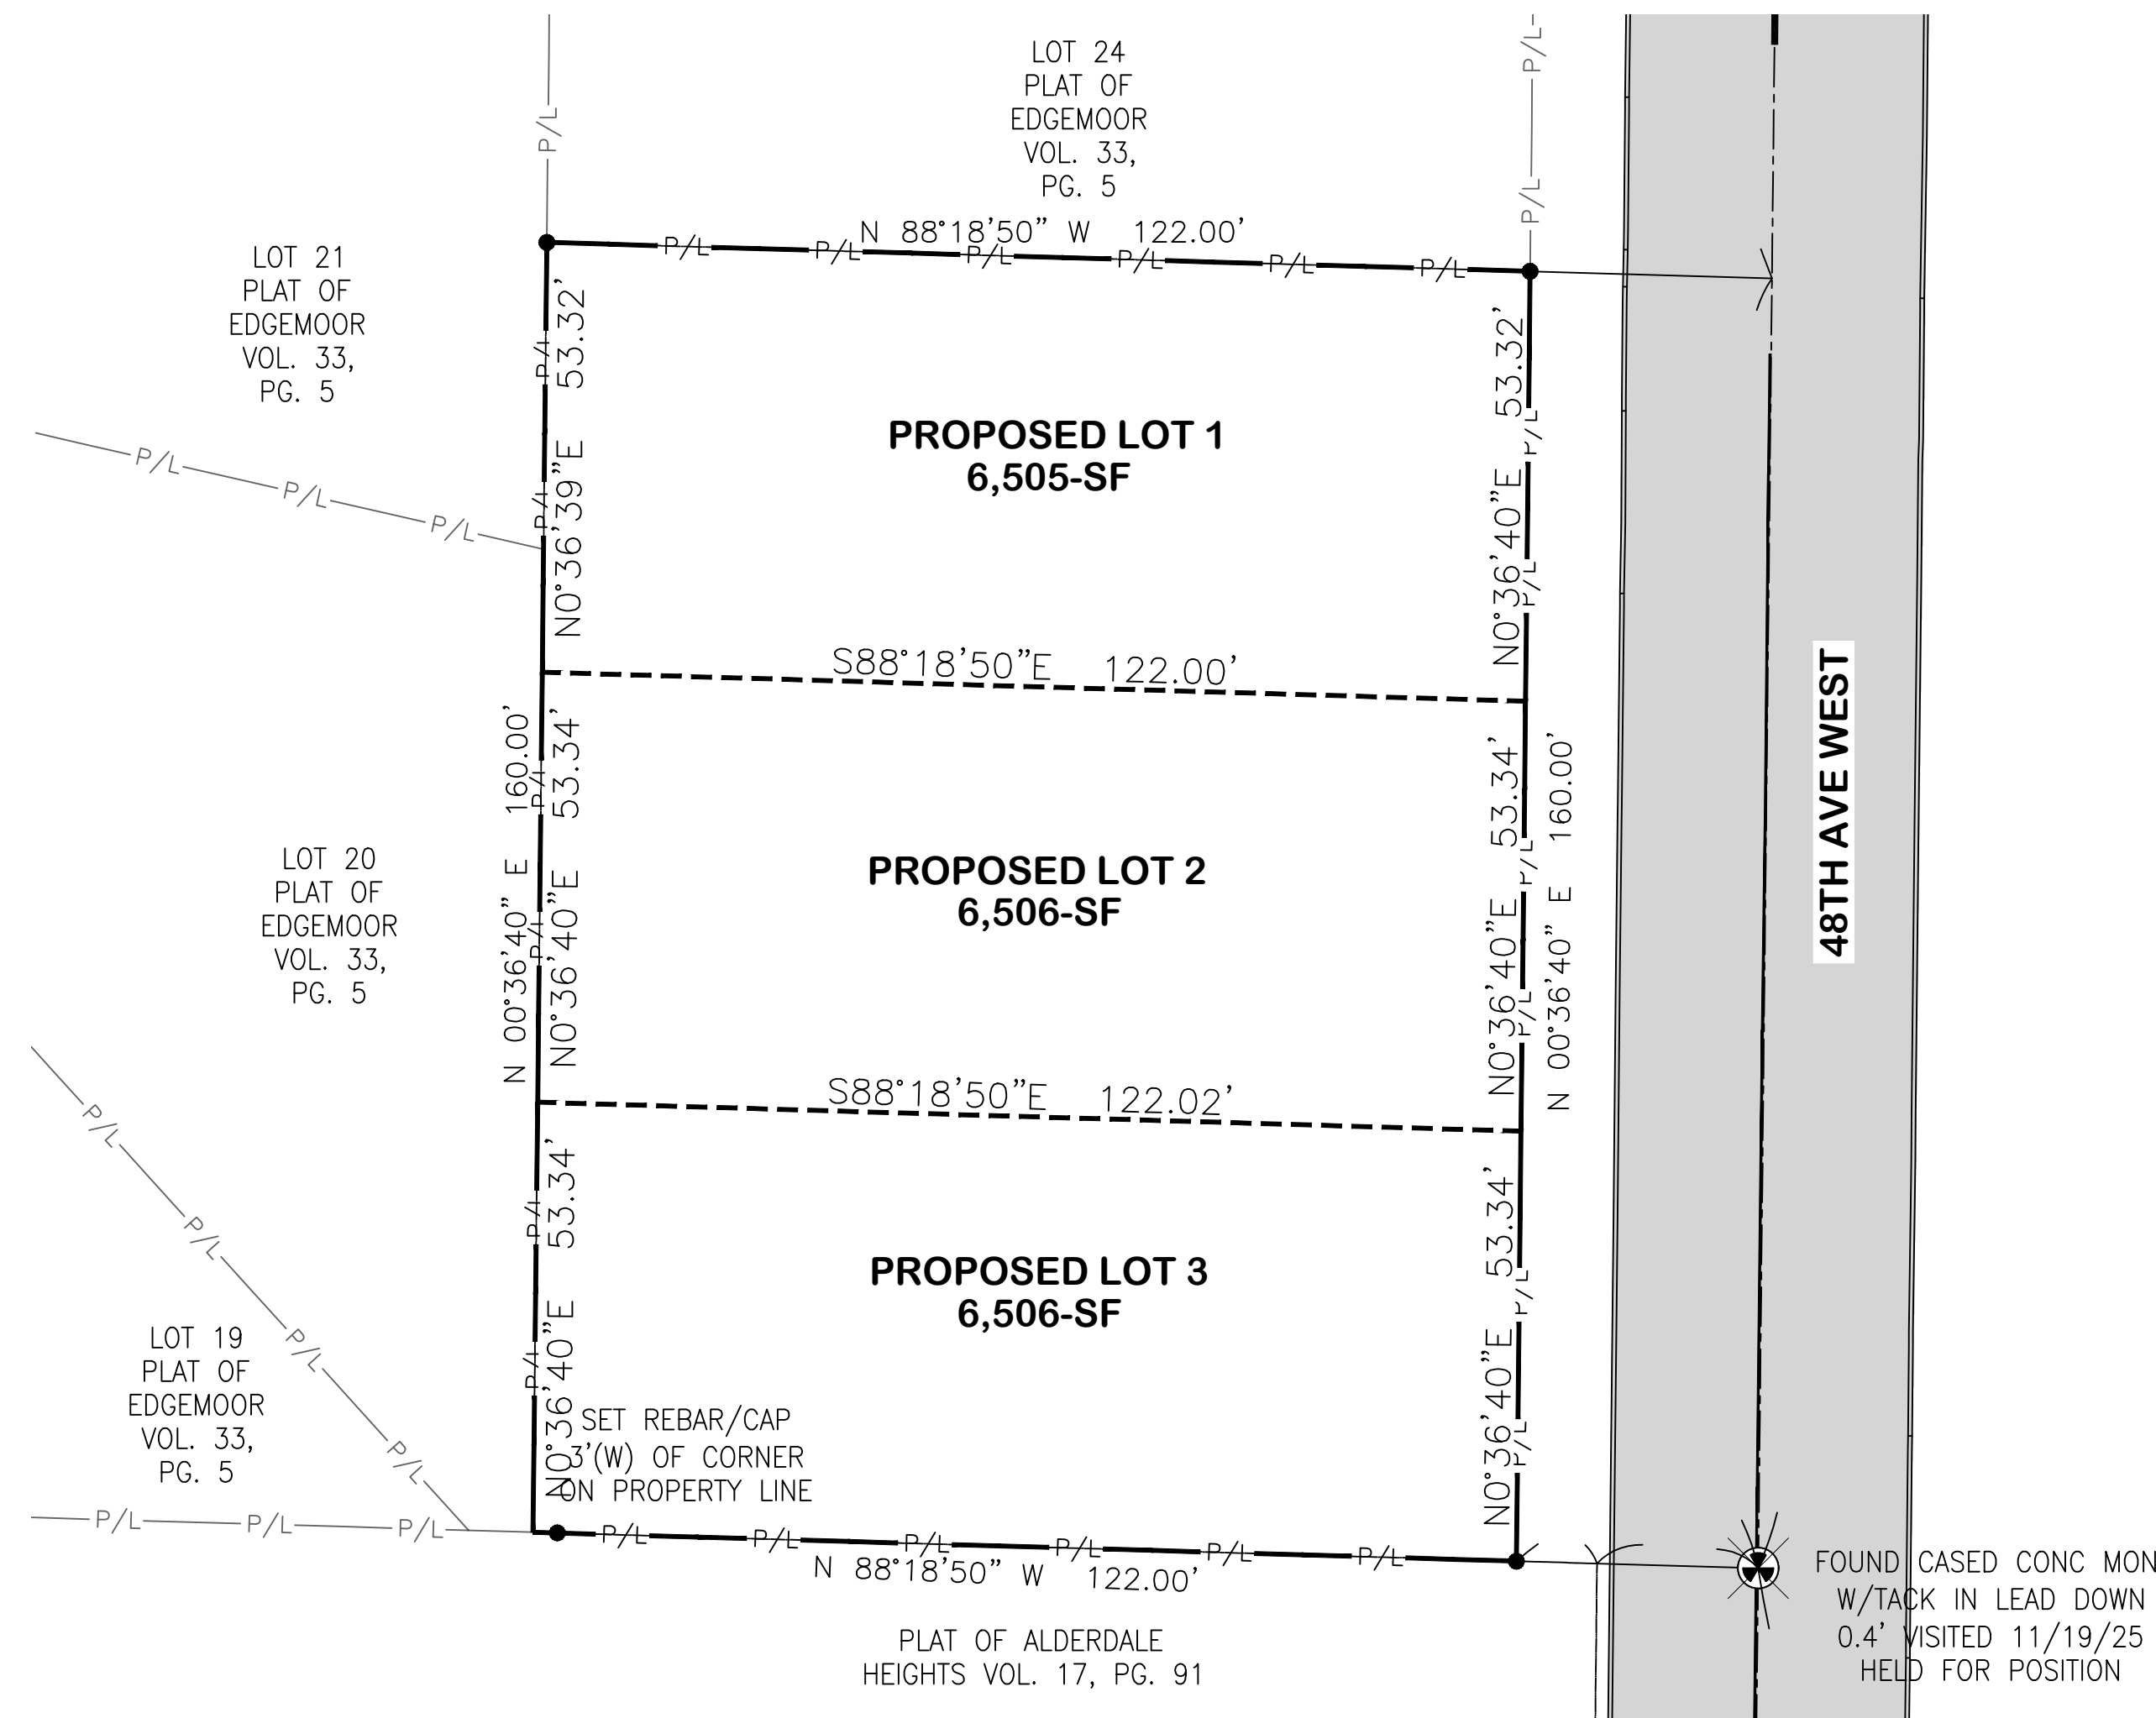 LOT 24
PLAT OF
EDGEMOOR
VOL. 33,
PG. 5
P/L
P/L
P/L
P/L
N 88°18'50" W 122.00'
P/L
P/L
P/L
P/L
P/L
P/L
LOT 21
PLAT OF
EDGEMOOR
VOL. 33,
PG. 5
P/L
P/L
P/L
N0°36'39"E 53.32'
P/L
P/L
PROPOSED LOT 1
6,505-SF
N0°36'40"E 53.32'
P/L
P/L
S88°18'50"E 122.00'
N 00°36'40" E 160.00'
P/L
P/L
N0°36'40"E 53.34'
PROPOSED LOT 2
6,506-SF
N0°36'40"E 53.34'
P/L
P/L
N 00°36'40" E 160.00'
48TH AVE WEST
LOT 20
PLAT OF
EDGEMOOR
VOL. 33,
PG. 5
S88°18'50"E 122.02'
P/L
P/L
P/L
P/L
P/L
P/L
N0°36'40"E 53.34'
PROPOSED LOT 3
6,506-SF
N0°36'40"E 53.34'
P/L
P/L
LOT 19
PLAT OF
EDGEMOOR
VOL. 33,
PG. 5
SET REBAR/CAP
3'(W) OF CORNER
ON PROPERTY LINE
P/L
P/L
P/L
P/L
P/L
P/L
P/L
P/L
P/L
N 88°18'50" W 122.00'
FOUND CASED CONC MON
W/TACK IN LEAD DOWN
0.4' VISITED 11/19/25
HELD FOR POSITION
PLAT OF ALDERDALE
HEIGHTS VOL. 17, PG. 91